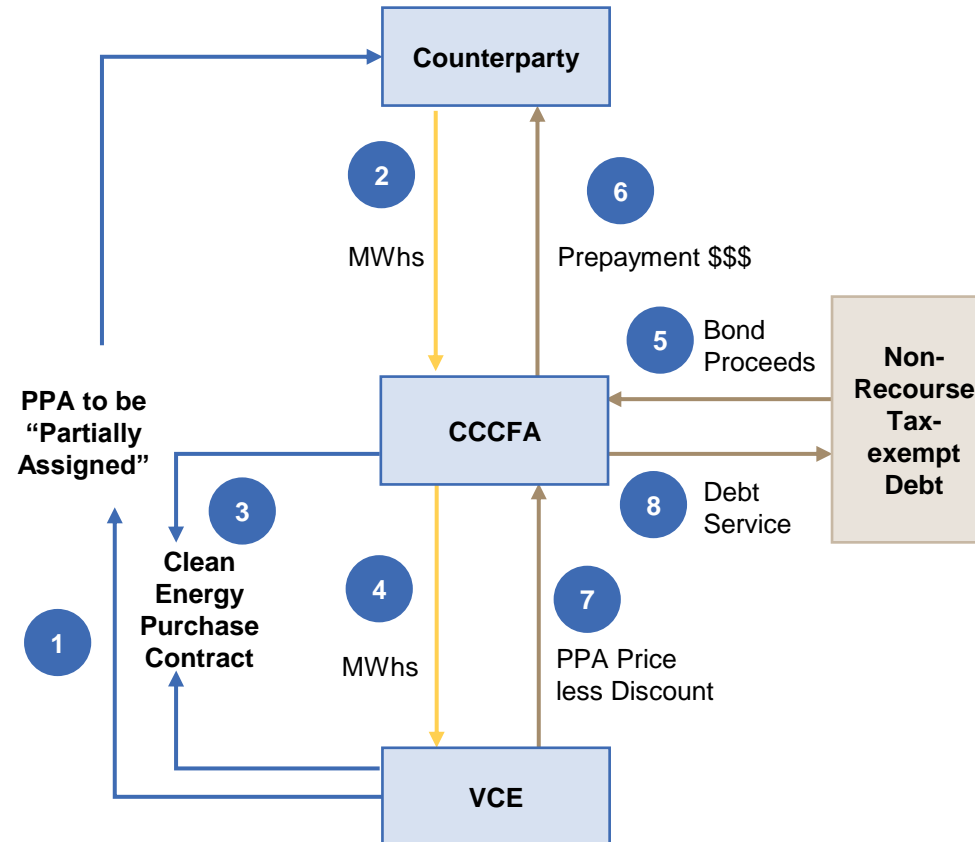 Counterparty
2
6
MWhs
Prepayment $$$
5
Bond
Proceeds
Non-
Recourse
Tax-
exempt
Debt
PPA to be
“Partially
Assigned”
CCCFA
8
Debt
Service
3
Clean
Energy
Purchase
Contract
4
7
1
MWhs
PPA Price
less Discount
VCE